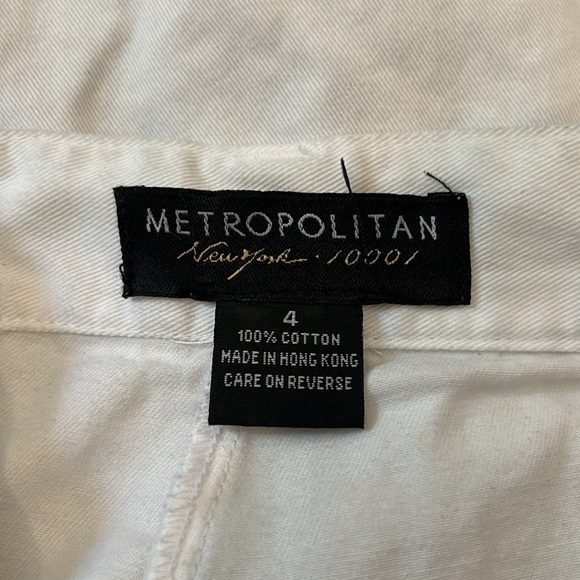 METROPOLITAN
New York · 10001
4
100% COTTON
MADE IN HONG KONG
CARE ON REVERSE